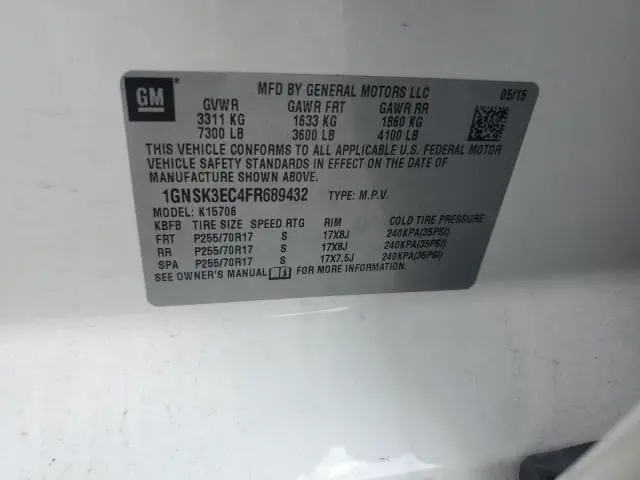 GM
MFD BY GENERAL MOTORS LLC 05/15
GVWR GAWR FRT GAWR RR
3311 KG 1633 KG 1860 KG
7300 LB 3600 LB 4100 LB
THIS VEHICLE CONFORMS TO ALL APPLICABLE U.S. FEDERAL MOTOR
VEHICLE SAFETY STANDARDS IN EFFECT ON THE DATE OF
MANUFACTURE SHOWN ABOVE.
1GNSK3EC4FR689432 TYPE: M.P.V.
MODEL: K15706
KBFB TIRE SIZE SPEED RTG RIM COLD TIRE PRESSURE
FRT P255/70R17 S 17X8J 240KPA(35PSI)
RR P255/70R17 S 17X8J 240KPA(35PSI)
SPA P255/70R17 S 17X7.5J 240KPA(35PSI)
SEE OWNER'S MANUAL FOR MORE INFORMATION.